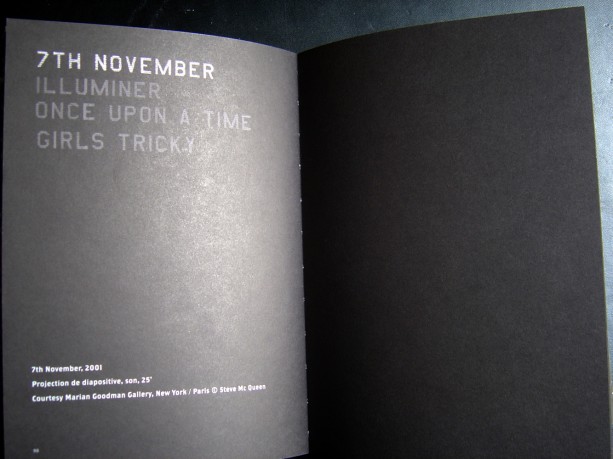 7TH NOVEMBER
ILLUMINER
ONCE UPON A TIME
GIRLS TRICKY
7th November, 2001
Projection de diapositive, son, 25'
Courtesy Marian Goodman Gallery, New York / Paris © Steve Mc Queen